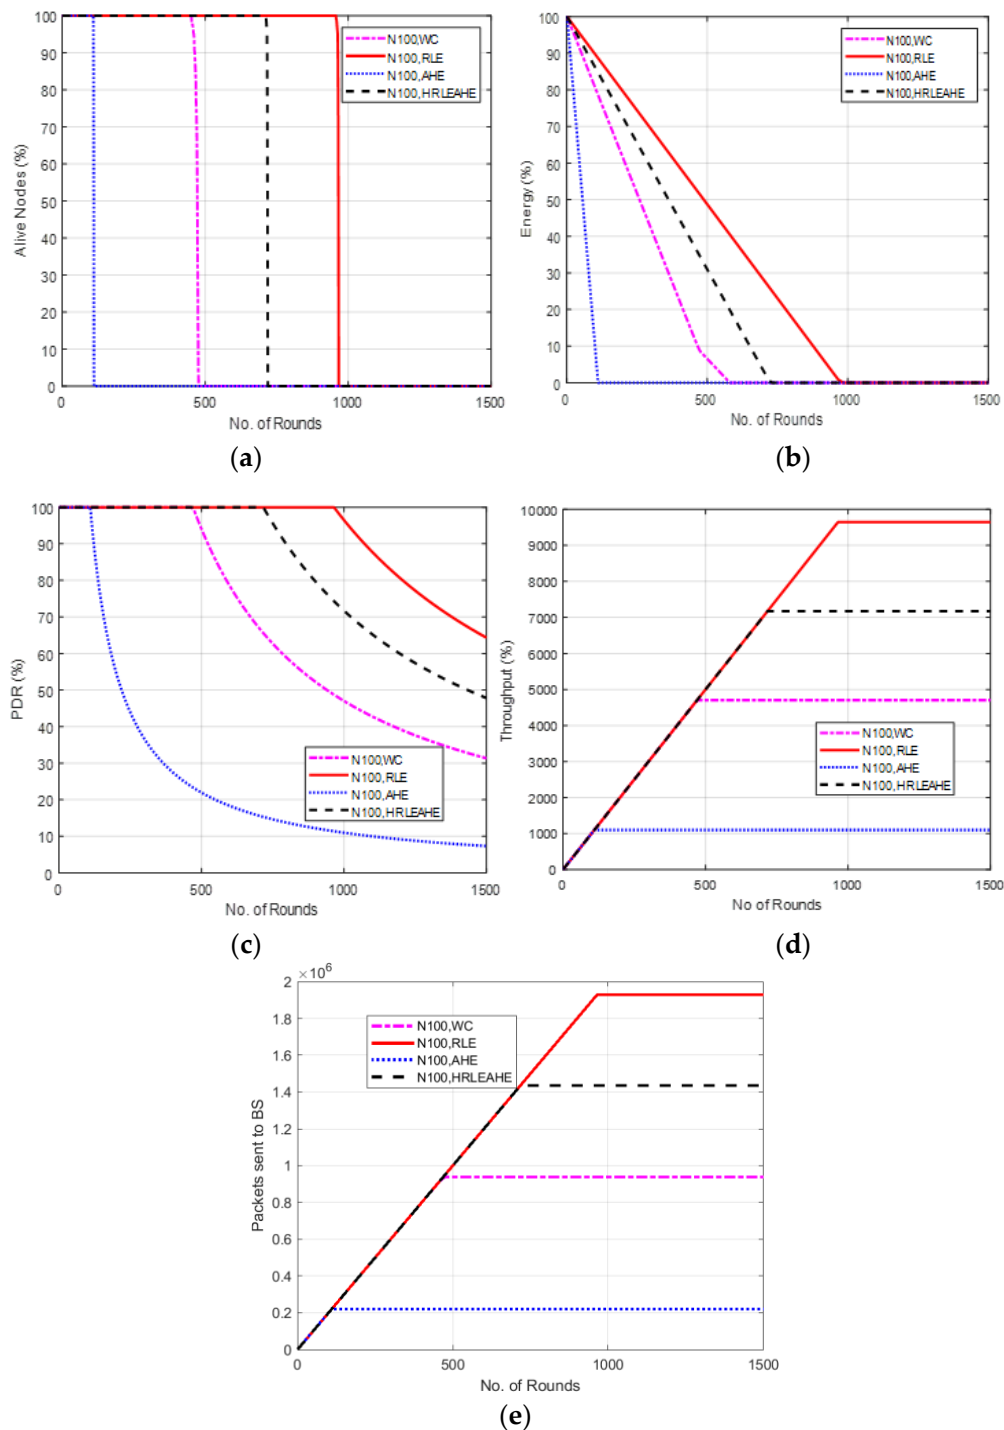 100
90
80
70
60
50
40
30
20
10
0
Alive Nodes (%)
N100,WC
N100,RLE
N100,AHE
N100,HRLEAHE
0
500
1000
1500
No. of Rounds
(a)
100
90
80
70
60
50
40
30
20
10
0
Energy (%)
N100,WC
N100,RLE
N100,AHE
N100,HRLEAHE
0
500
1000
1500
No. of Rounds
(b)
100
90
80
70
60
50
40
30
20
10
0
PDR (%)
N100,WC
N100,RLE
N100,AHE
N100,HRLEAHE
0
500
1000
1500
No. of Rounds
(c)
10000
9000
8000
7000
6000
5000
4000
3000
2000
1000
0
Throughput (%)
N100,WC
N100,RLE
N100,AHE
N100,HRLEAHE
0
500
1000
1500
No of Rounds
(d)
×10⁶
2
1.8
1.6
1.4
1.2
1
0.8
0.6
0.4
0.2
0
Packets sent to BS
N100,WC
N100,RLE
N100,AHE
N100,HRLEAHE
0
500
1000
1500
No. of Rounds
(e)